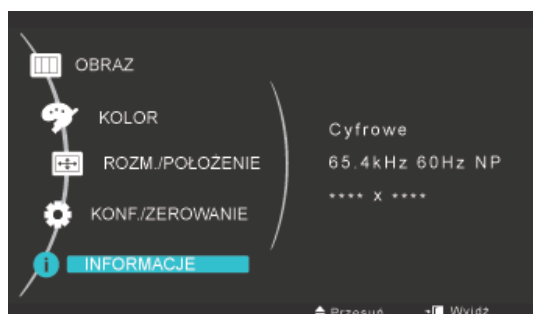 OBRAZ
KOLOR
ROZM./POŁOŻENIE
KONF./ZEROWANIE
INFORMACJE
Cyfrowe
65.4kHz 60Hz NP
**** X ****
Przesuń Wyjdź